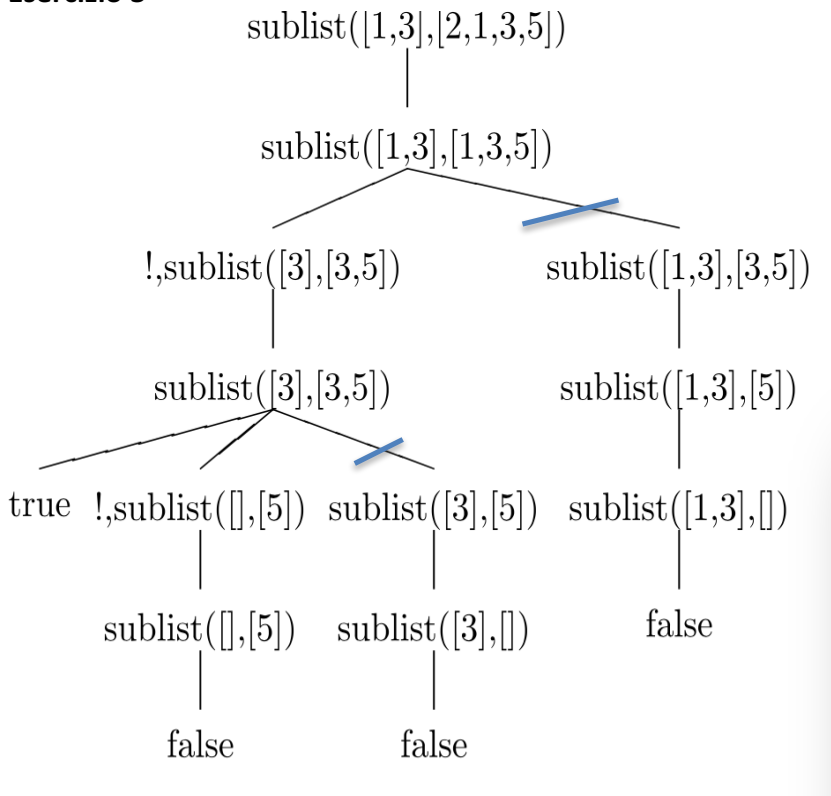 sublist([1,3],[2,1,3,5])
sublist([1,3],[1,3,5])
!,sublist([3],[3,5]) sublist([1,3],[3,5])
sublist([3],[3,5]) sublist([1,3],[5])
true !,sublist([],[5]) sublist([3],[5]) sublist([1,3],[])
sublist([],[5]) sublist([3],[]) false
false false